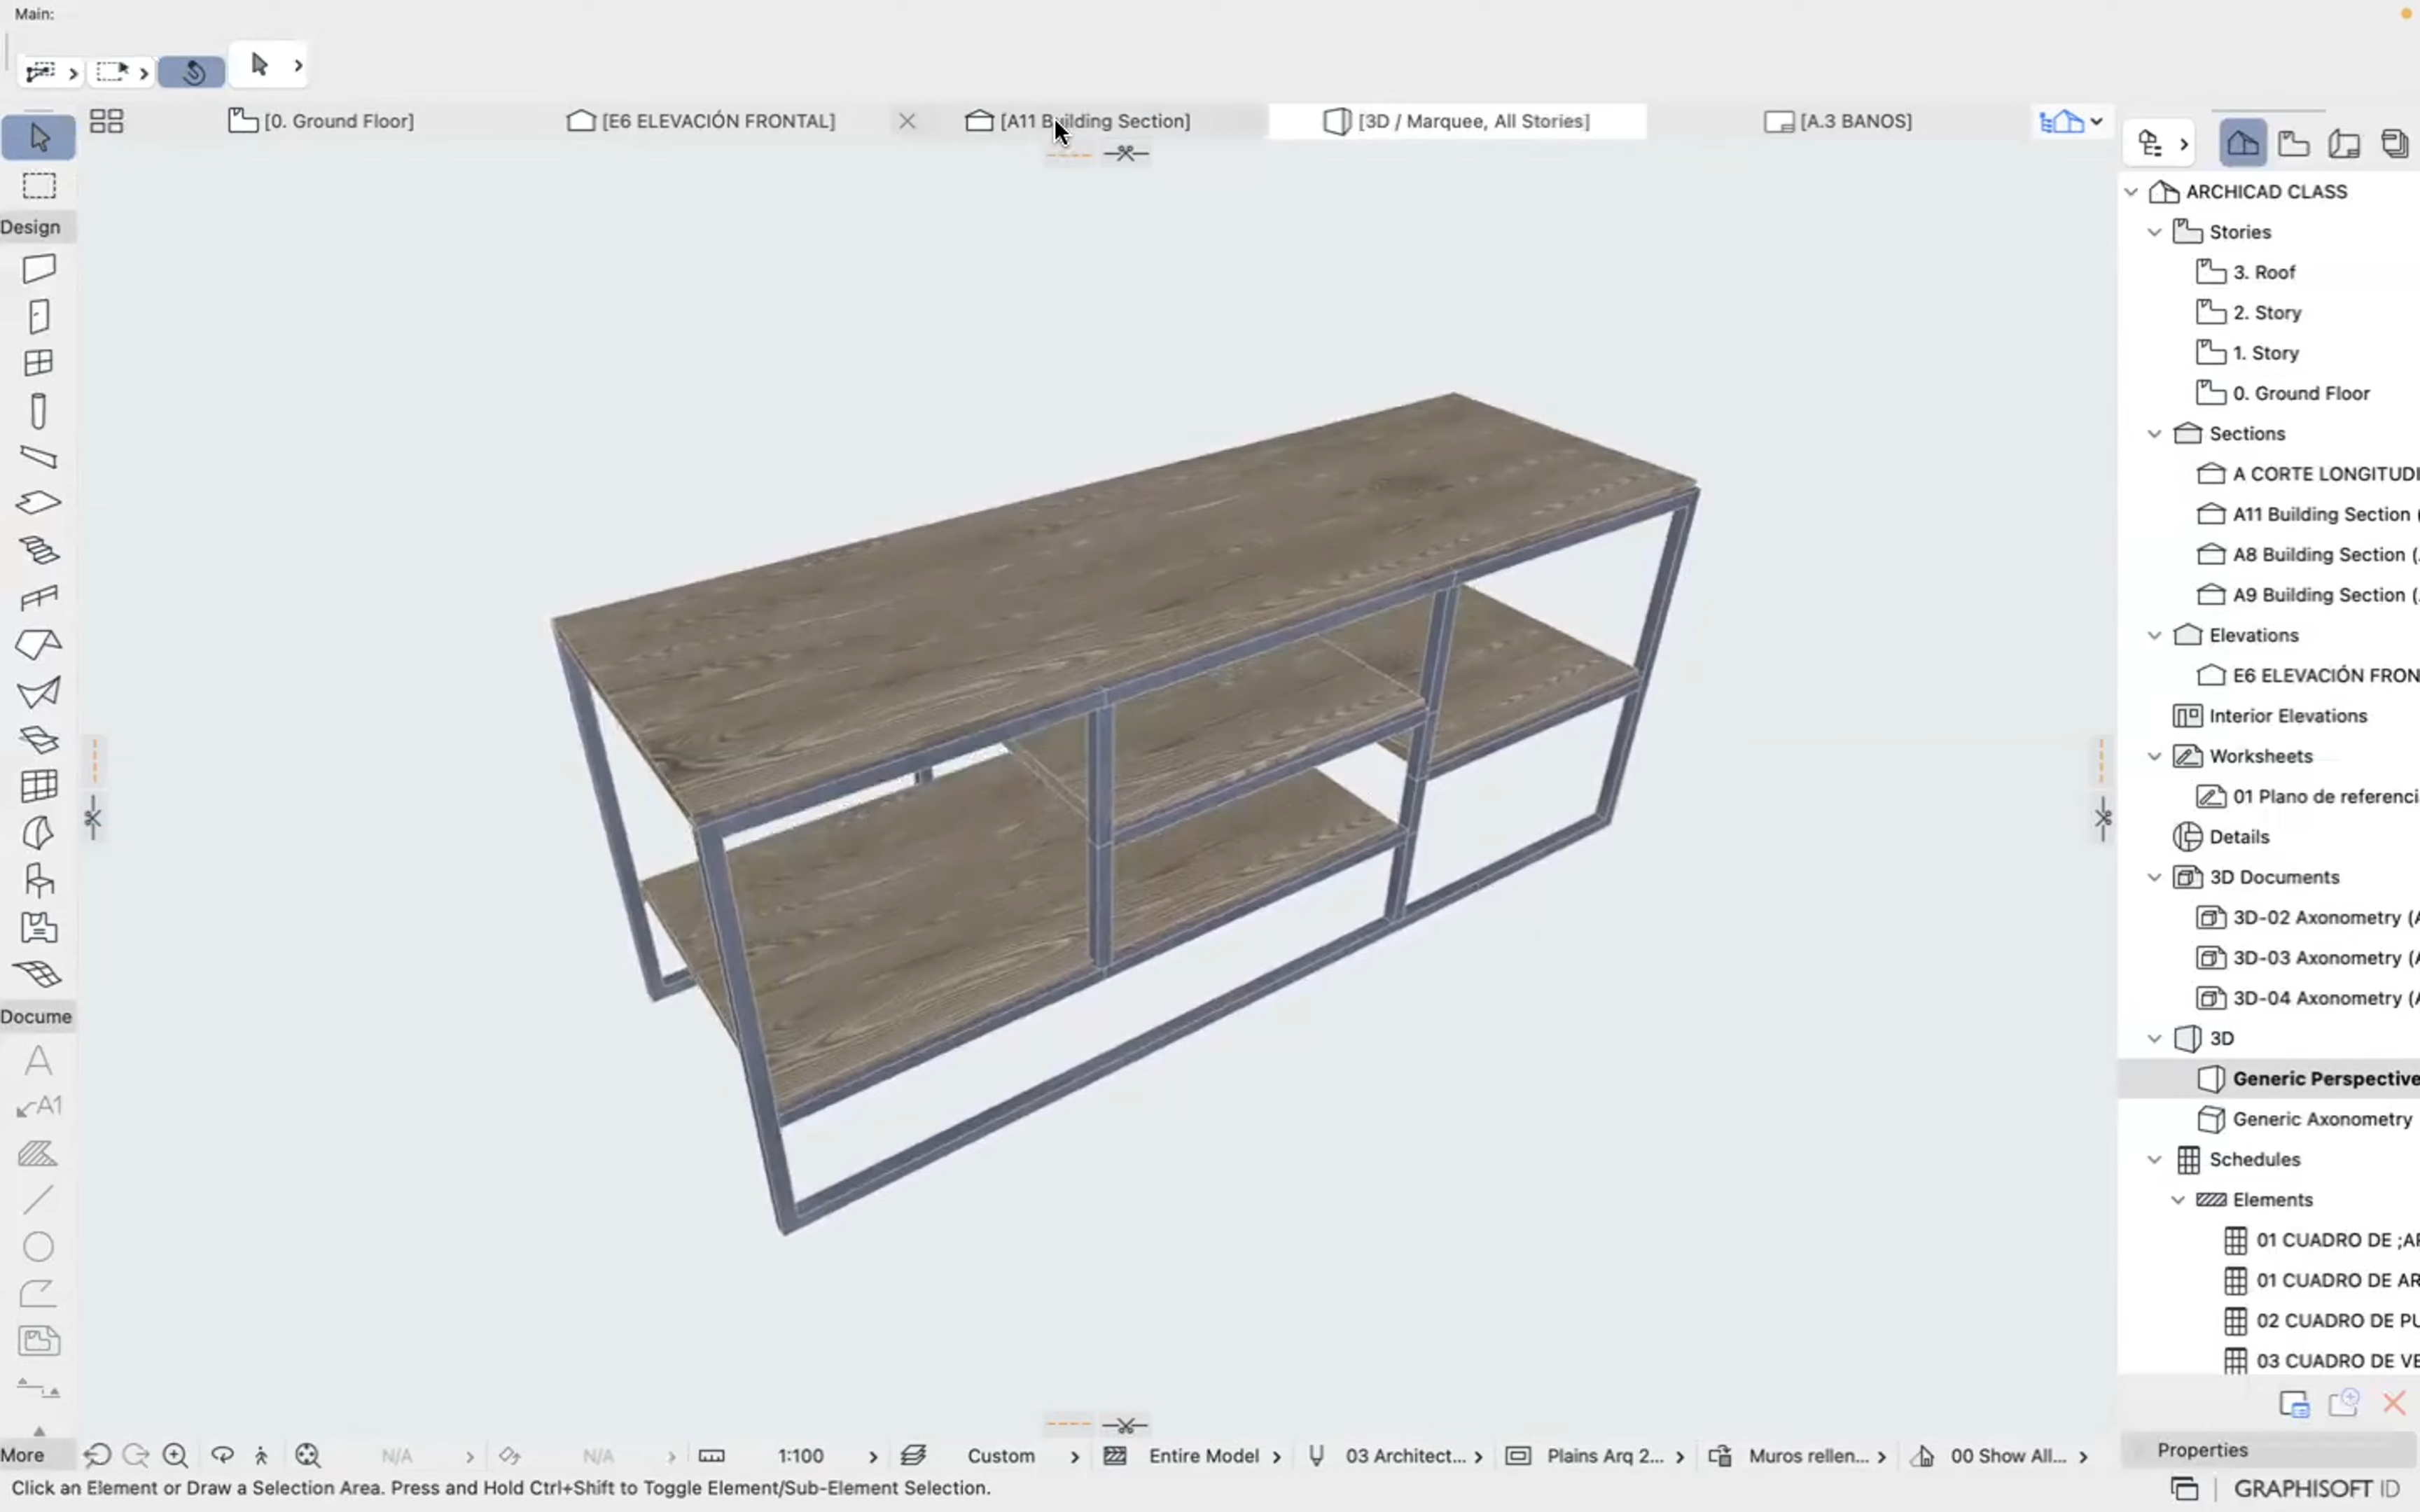 Main:
[0. Ground Floor]
[E6 ELEVACIÓN FRONTAL]
[A11 Building Section]
[3D / Marquee, All Stories]
[A.3 BANOS]
Design
Docume
A
A1
More
ARCHICAD CLASS
Stories
3. Roof
2. Story
1. Story
0. Ground Floor
Sections
A CORTE LONGITUDI
A11 Building Section (
A8 Building Section (
A9 Building Section (
Elevations
E6 ELEVACIÓN FRON
Interior Elevations
Worksheets
01 Plano de referenci
Details
3D Documents
3D-02 Axonometry (A
3D-03 Axonometry (A
3D-04 Axonometry (A
3D
Generic Perspective
Generic Axonometry
Schedules
Elements
01 CUADRO DE ;AR
01 CUADRO DE AR
02 CUADRO DE PU
03 CUADRO DE VE
Properties
N/A
N/A
1:100
Custom
Entire Model
03 Architect...
Plains Arq 2...
Muros rellen...
00 Show All...
Click an Element or Draw a Selection Area. Press and Hold Ctrl+Shift to Toggle Element/Sub-Element Selection.
GRAPHISOFT ID